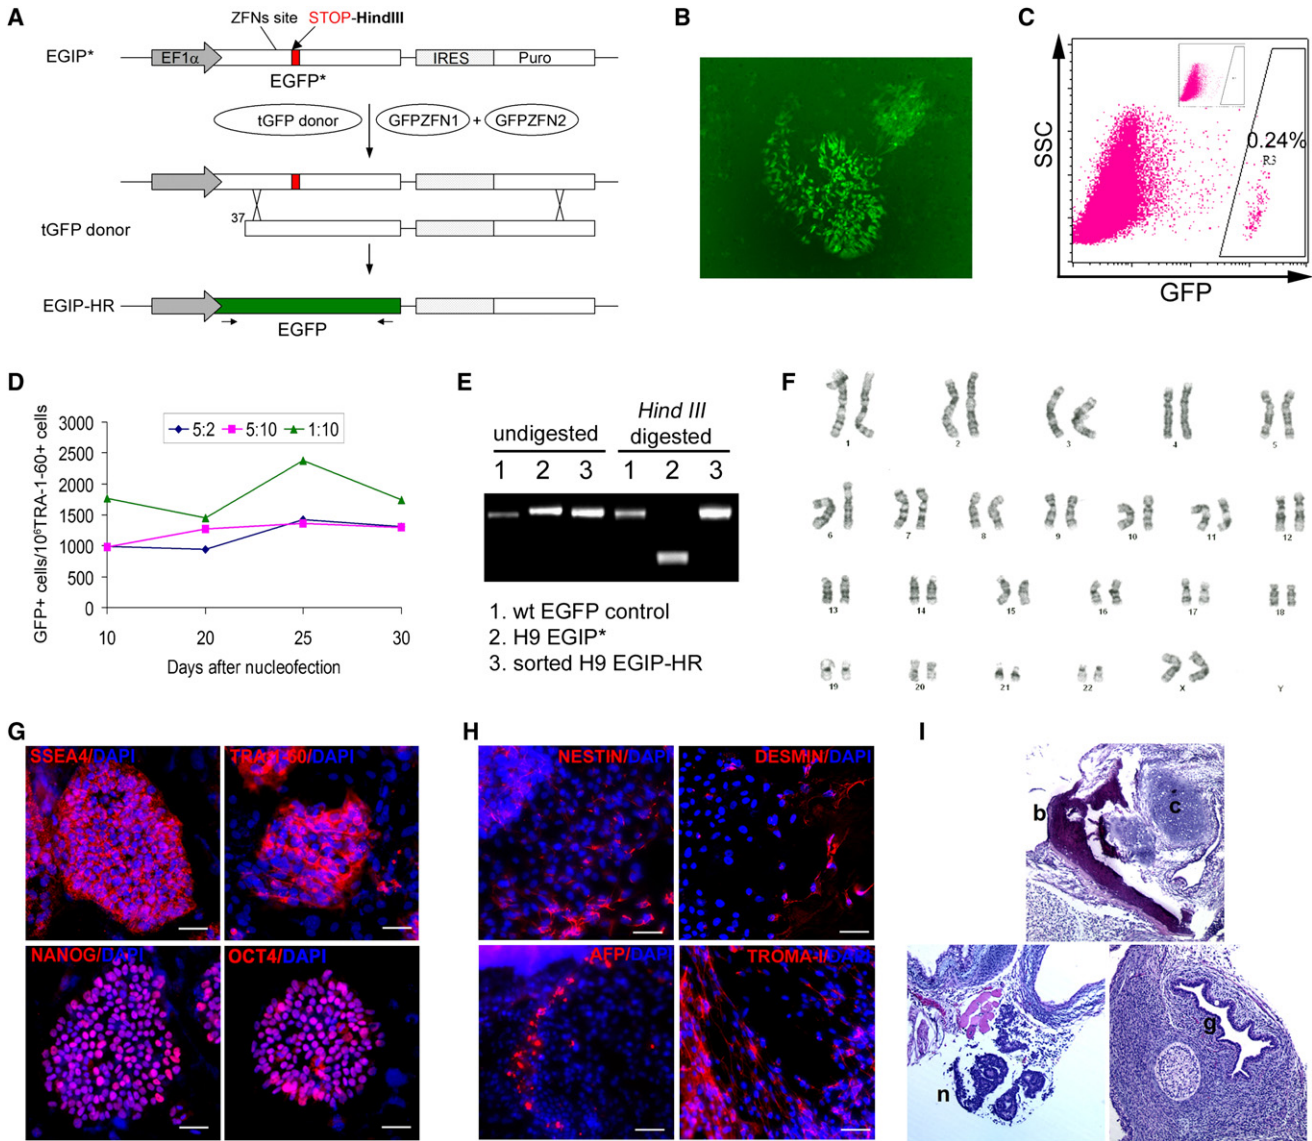 A
ZFNs site STOP-HindIII
EGIP*
EF1α
IRES Puro
EGFP*
tGFP donor GFPZFN1 + GFPZFN2
37
tGFP donor
EGIP-HR
EGFP
B
C
SSC
0.24%
R3
GFP
D
GFP+ cells/10⁶TRA-1-60+ cells
5:2 5:10 1:10
3000
2500
2000
1500
1000
500
0
10 20 25 30
Days after nucleofection
E
Hind III
undigested digested
1 2 3 1 2 3
1. wt EGFP control
2. H9 EGIP*
3. sorted H9 EGIP-HR
F
1 2 3 4 5
6 7 8 9 10 11 12
13 14 15 16 17 18
19 20 21 22 X Y
G
SSEA4/DAPI
TRA-1-60/DAPI
NANOG/DAPI
OCT4/DAPI
H
NESTIN/DAPI
DESMIN/DAPI
AFP/DAPI
TROMA-I/DAPI
I
b
c
n
g